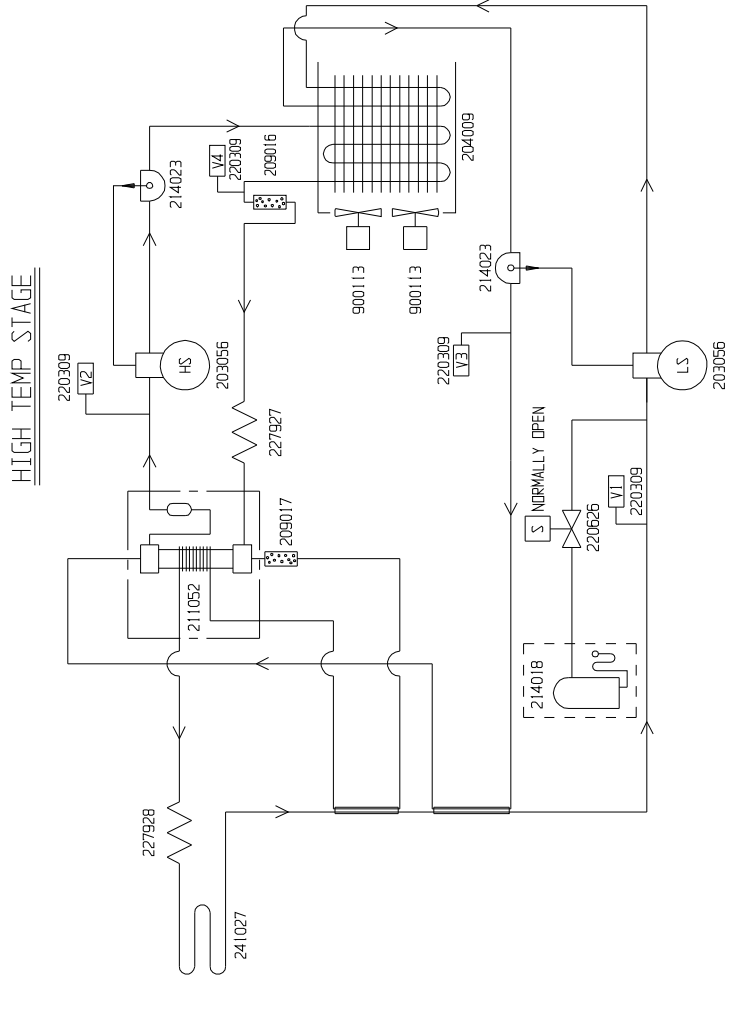 HIGH TEMP STAGE
220309
V2
227928
214023
HS
211052
203056
V4
220309
241027
209016
227927
209017
900113
900113
220309
V3
204009
214023
S NORMALLY OPEN
214018
220626
V1
220309
LS
203056